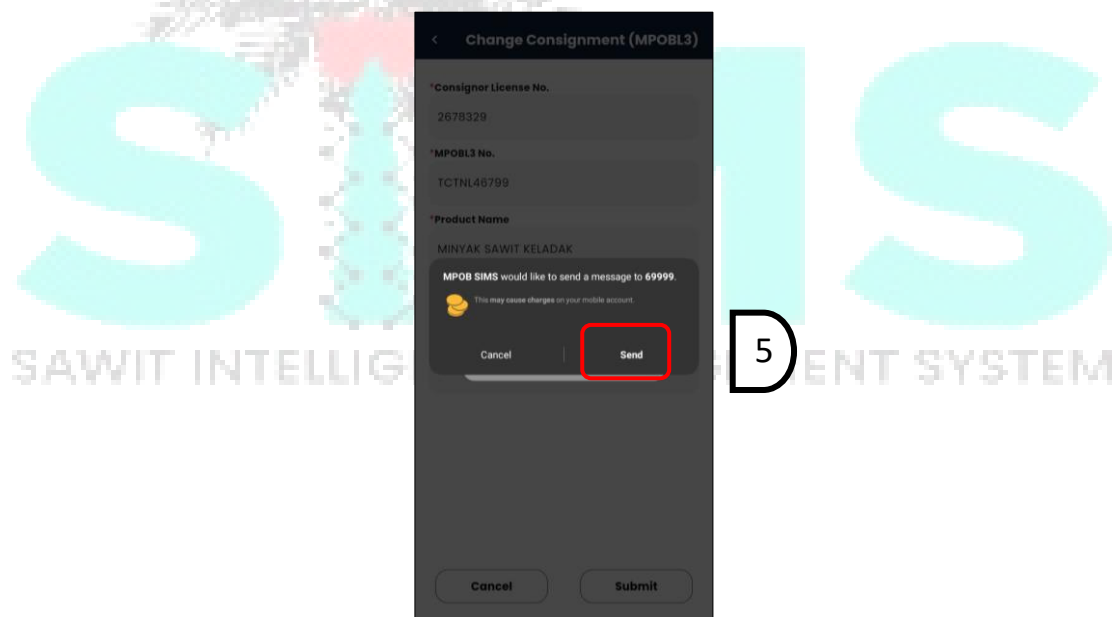 SIMS
< Change Consignment (MPOBL3)
*Consignor License No.
2678329
*MPOBL3 No.
TCTNL46799
*Product Name
MINYAK SAWIT KELADAK
MPOB SIMS would like to send a message to 69999.
This may cause charges on your mobile account.
Cancel Send
5
SAWIT INTELLIG EMENT SYSTEM
Cancel Submit